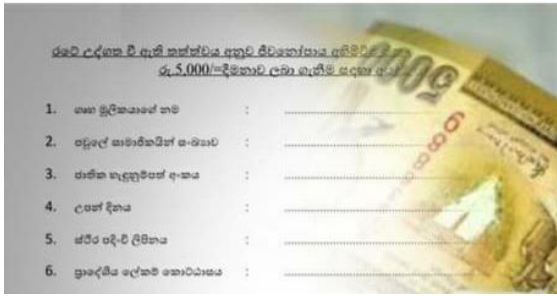 රටේ උද්ගත වී ඇති තත්ත්වය අනුව ජීවනෝපාය
රු.5,000/=දීමනාව ලබා ගැනීම සඳහා
1. ගෘහ මූලිකයාගේ නම :
2. පවුලේ සාමාජිකයින් සංඛ්‍යාව :
3. ජාතික හැඳුනුම්පත් අංකය :
4. උපන් දිනය :
5. ස්ථිර පදිංචි ලිපිනය :
6. ප්‍රාදේශීය ලේකම් කොට්ඨාසය :
5000